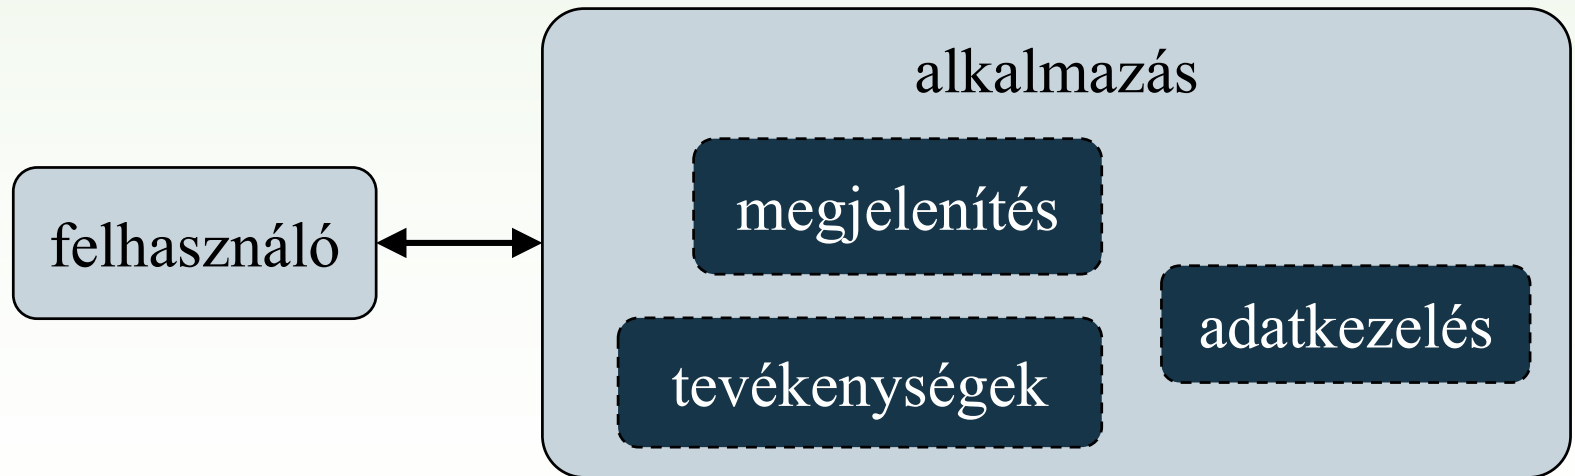 alkalmazás
megjelenítés
felhasználó
adatkezelés
tevékenységek